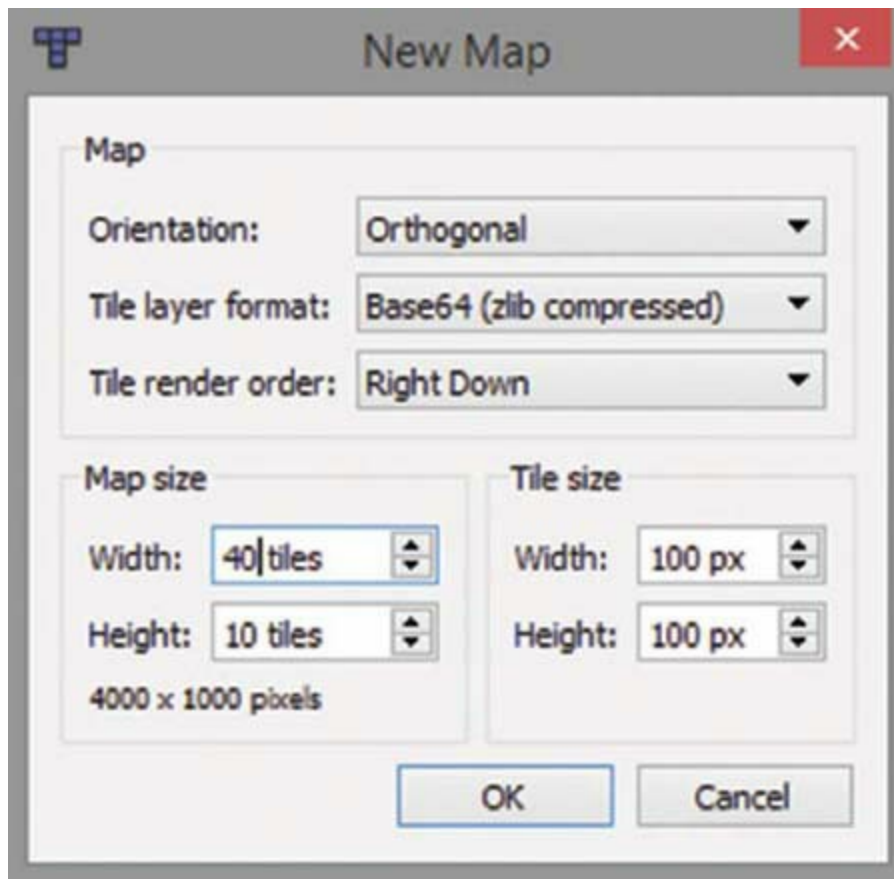 New Map
Map
Orientation: Orthogonal
Tile layer format: Base64 (zlib compressed)
Tile render order: Right Down
Map size
Width: 40 tiles
Height: 10 tiles
4000 x 1000 pixels
Tile size
Width: 100 px
Height: 100 px
OK
Cancel